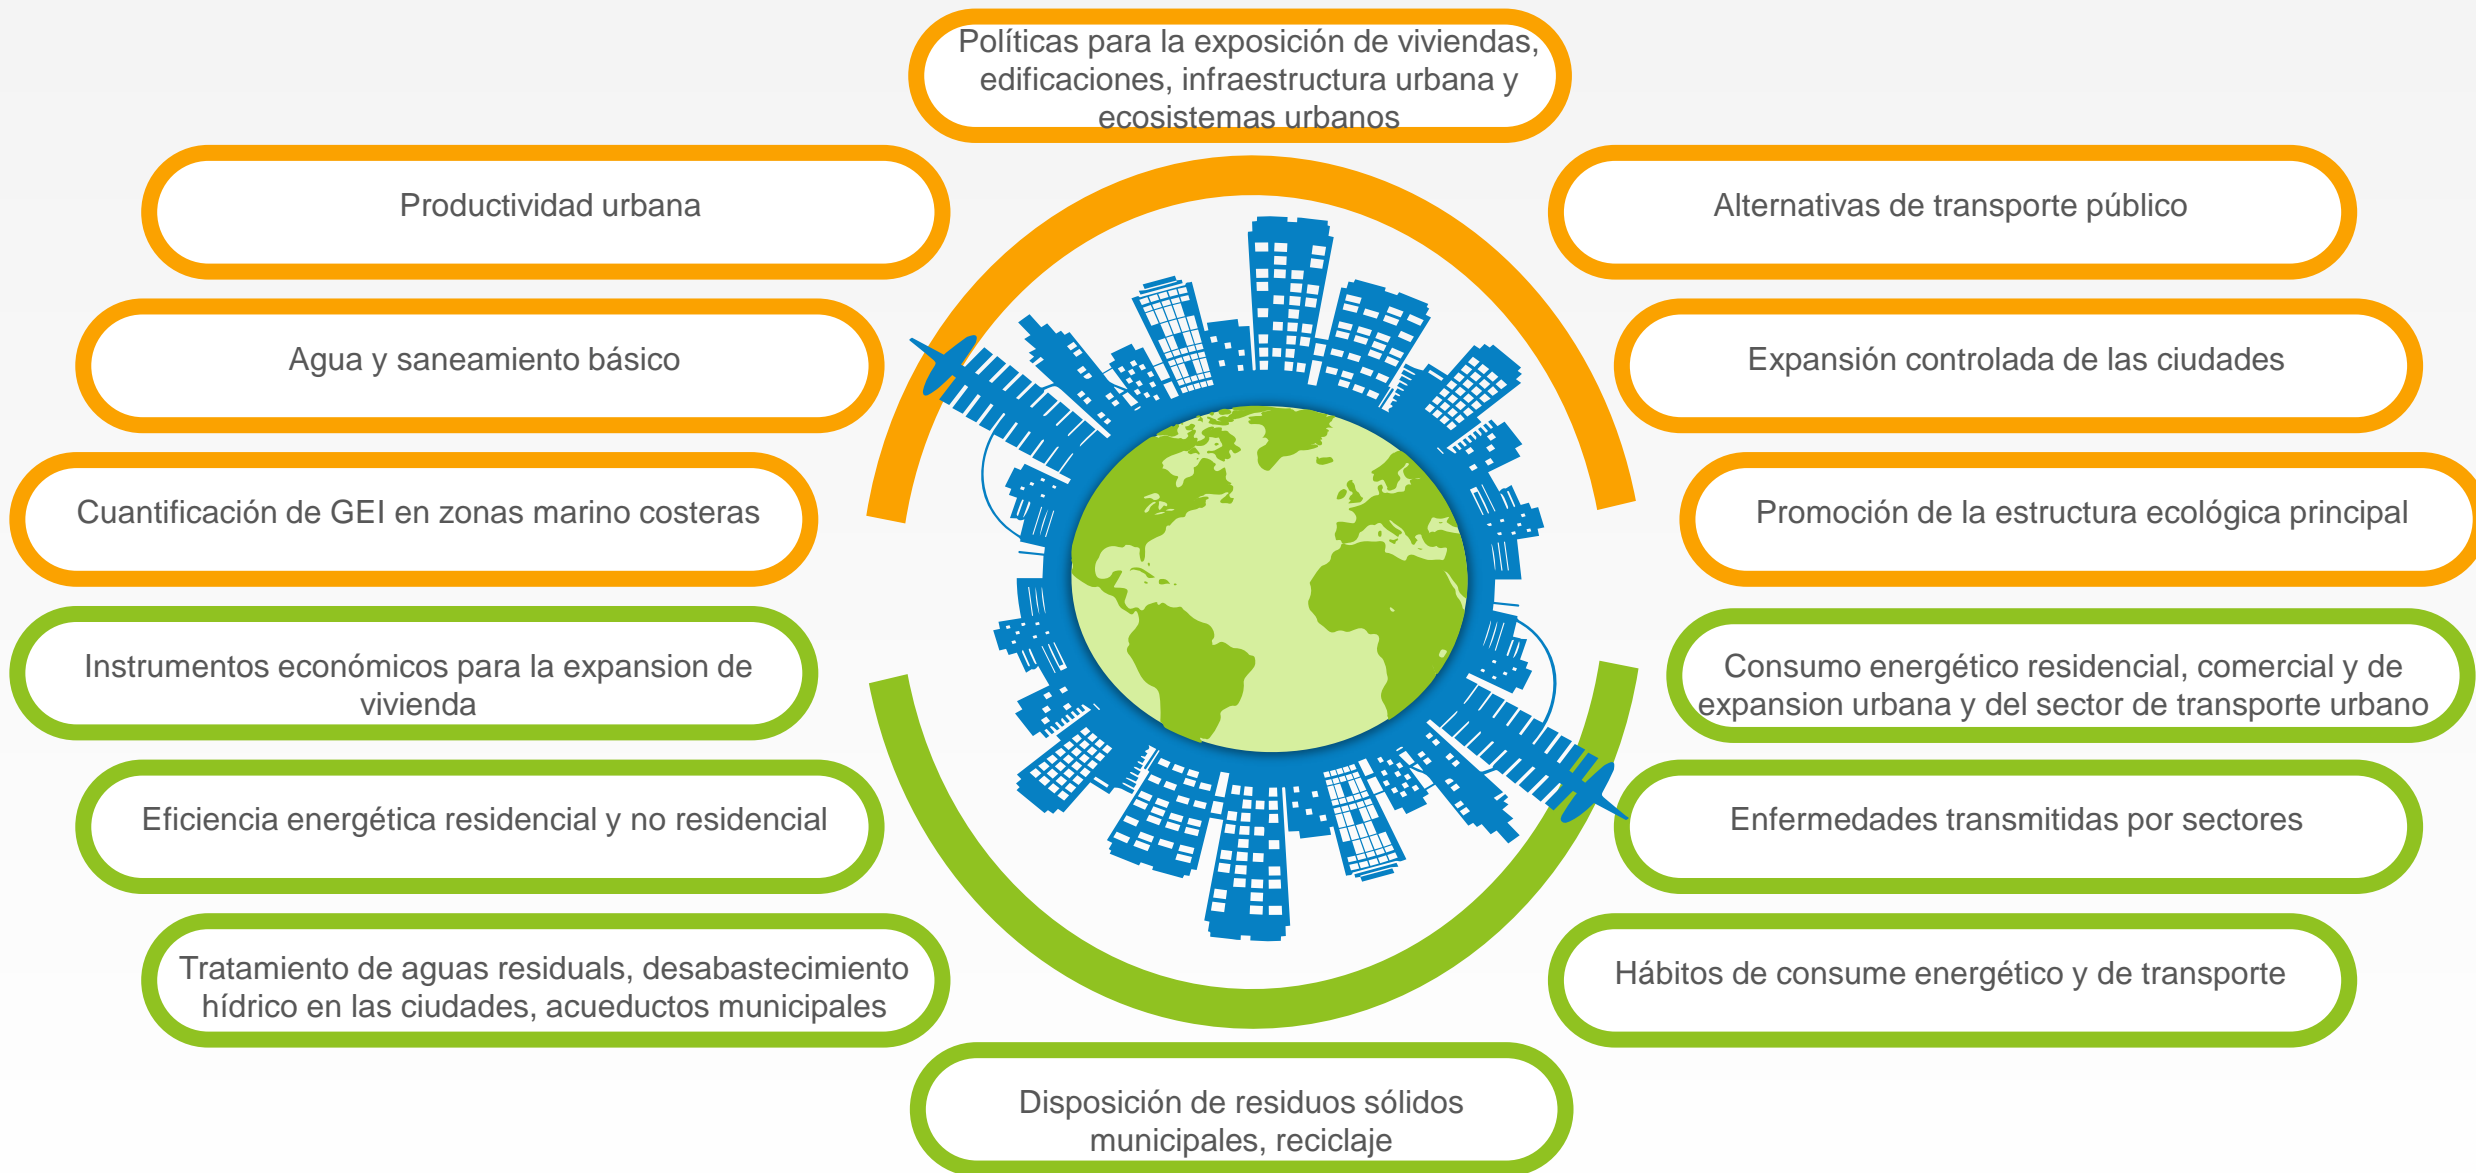 Políticas para la exposición de viviendas,
edificaciones, infraestructura urbana y
ecosistemas urbanos
Productividad urbana
Alternativas de transporte público
Agua y saneamiento básico
Expansión controlada de las ciudades
Cuantificación de GEI en zonas marino costeras
Promoción de la estructura ecológica principal
Instrumentos económicos para la expansion de
vivienda
Consumo energético residencial, comercial y de
expansion urbana y del sector de transporte urbano
Eficiencia energética residencial y no residencial
Enfermedades transmitidas por sectores
Tratamiento de aguas residuals, desabastecimiento
hídrico en las ciudades, acueductos municipales
Hábitos de consume energético y de transporte
Disposición de residuos sólidos
municipales, reciclaje